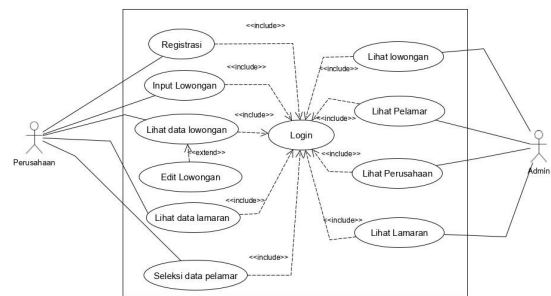 <<include>>
Registrasi
Lihat lowongan
<<include>>
<<include>>
Input Lowongan
<<include>>
Lihat Pelamar
<<include>>
<<include>>
Lihat data lowongan
Login
Perusahaan
<<extend>>
<<include>>
Edit Lowongan
Lihat Perusahaan
Admin
<<include>>
Lihat data lamaran
<<include>>
Lihat Lamaran
<<include>>
Seleksi data pelamar